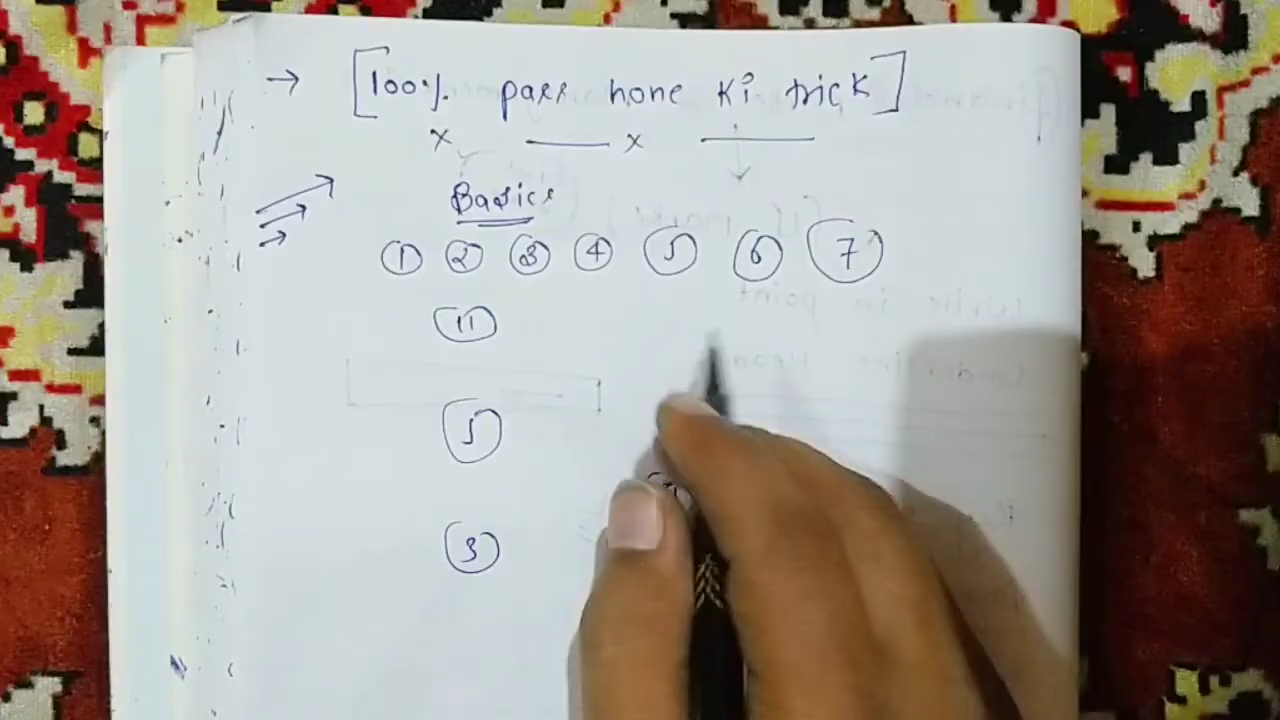 → [100% pass hone ki trick]
x — x —
Basics
1 2 3 4 5 6 7
11
5
3